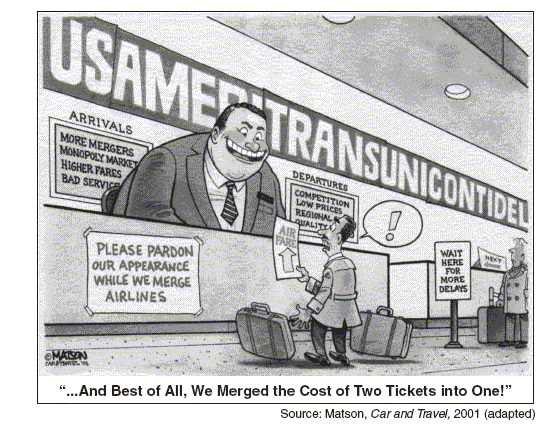 USAMERITRANSUNICONTIDEL
ARRIVALS
MORE MERGERS
MONOPOLY MARKET
HIGHER FARES
BAD SERVICE
DEPARTURES
COMPETITION
LOW PRICES
REGIONAL
QUALITY
AIR
FARE
!
PLEASE PARDON
OUR APPEARANCE
WHILE WE MERGE
AIRLINES
WAIT
HERE
FOR
MORE
DELAYS
NEXT
©MATSON
“...And Best of All, We Merged the Cost of Two Tickets into One!”
Source: Matson, Car and Travel, 2001 (adapted)